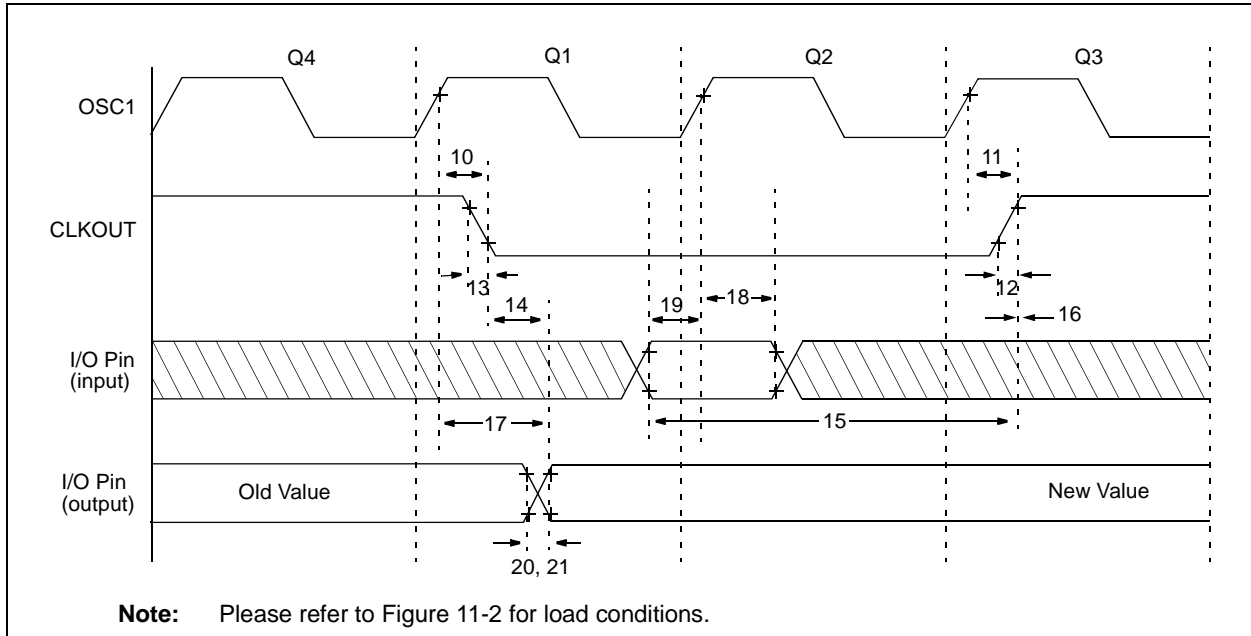 Q4 Q1 Q2 Q3
OSC1
10 11
CLKOUT
13 12
14 19 18 16
I/O Pin
(input)
17 15
I/O Pin
(output)
Old Value New Value
20, 21
Note: Please refer to Figure 11-2 for load conditions.